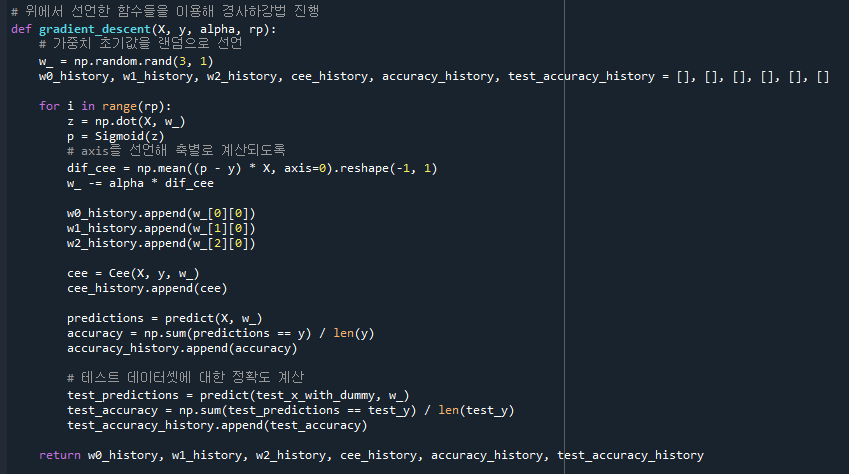 # 위에서 선언한 함수들을 이용해 경사하강법 진행
def gradient_descent(X, y, alpha, rp):
    # 가중치 초기값을 랜덤으로 선언
    w_ = np.random.rand(3, 1)
    w0_history, w1_history, w2_history, cee_history, accuracy_history, test_accuracy_history = [], [], [], [], [], []

    for i in range(rp):
        z = np.dot(X, w_)
        p = Sigmoid(z)
        # axis를 선언해 축별로 계산되도록
        dif_cee = np.mean((p - y) * X, axis=0).reshape(-1, 1)
        w_ -= alpha * dif_cee

        w0_history.append(w_[0][0])
        w1_history.append(w_[1][0])
        w2_history.append(w_[2][0])

        cee = Cee(X, y, w_)
        cee_history.append(cee)

        predictions = predict(X, w_)
        accuracy = np.sum(predictions == y) / len(y)
        accuracy_history.append(accuracy)

        # 테스트 데이터셋에 대한 정확도 계산
        test_predictions = predict(test_x_with_dummy, w_)
        test_accuracy = np.sum(test_predictions == test_y) / len(test_y)
        test_accuracy_history.append(test_accuracy)

    return w0_history, w1_history, w2_history, cee_history, accuracy_history, test_accuracy_history